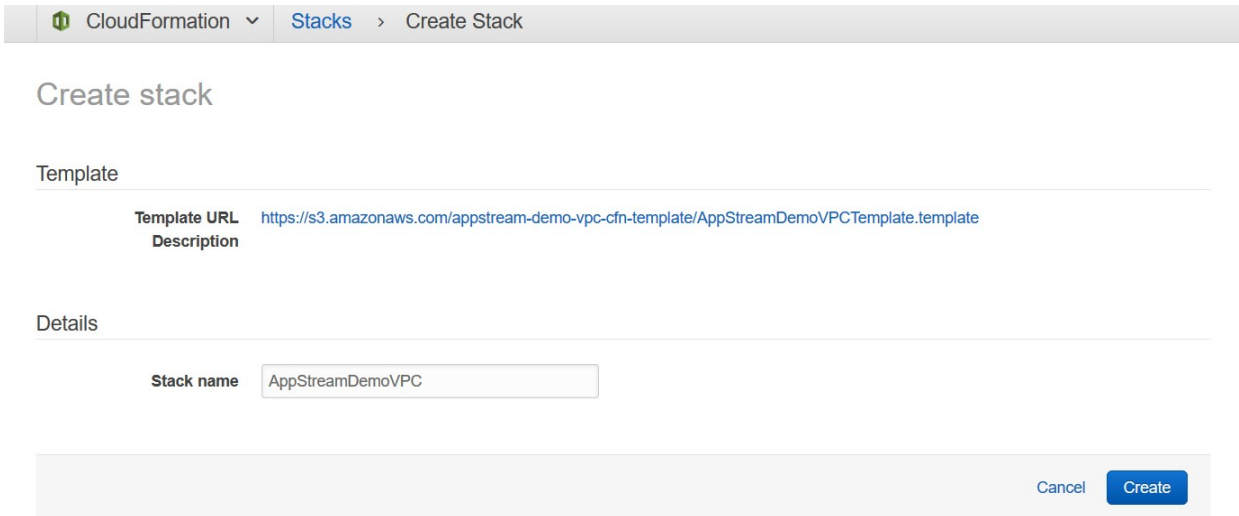 CloudFormation Stacks > Create Stack
Create stack
Template
Template URL https://s3.amazonaws.com/appstream-demo-vpc-cfn-template/AppStreamDemoVPCTemplate.template
Description
Details
Stack name AppStreamDemoVPC
Cancel Create